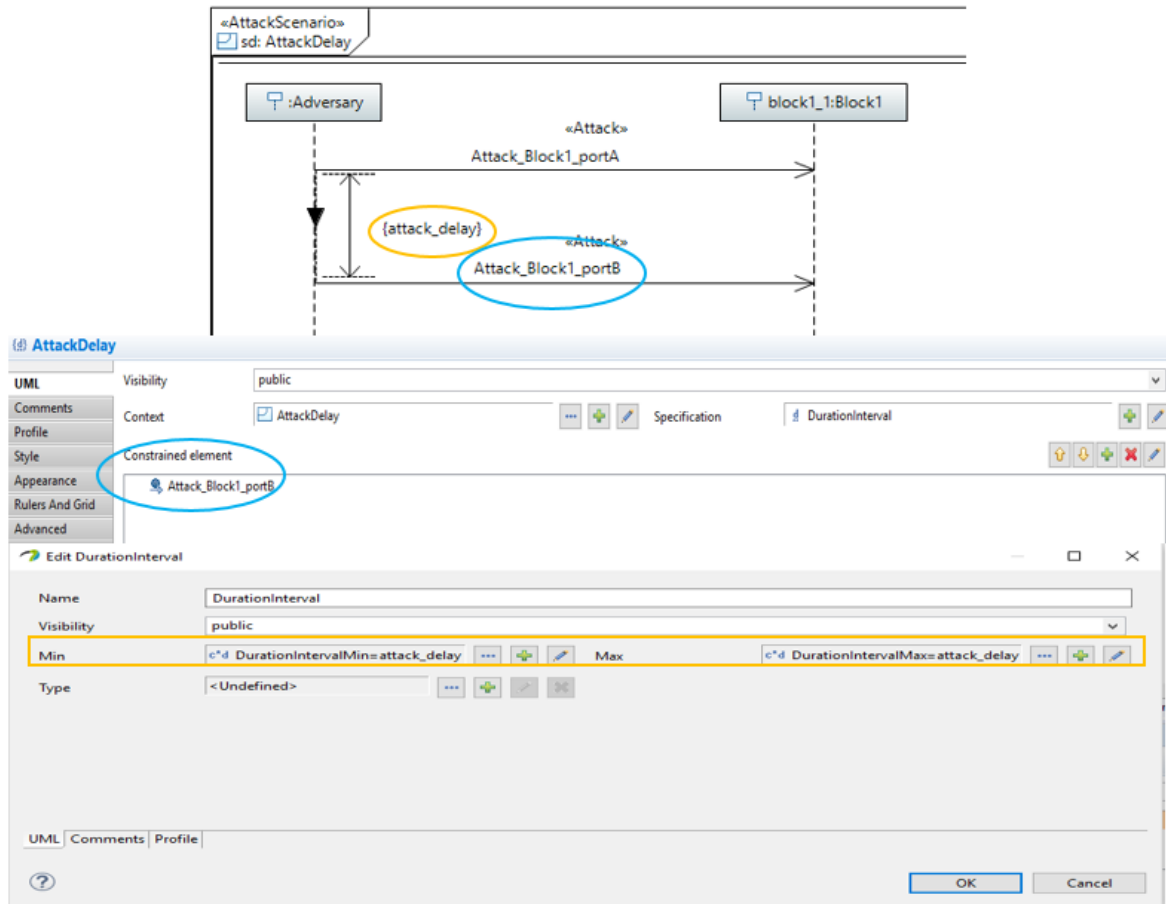 «AttackScenario»
sd: AttackDelay
:Adversary
block1_1:Block1
«Attack»
Attack_Block1_portA
{attack_delay}
«Attack»
Attack_Block1_portB
AttackDelay
UML
Visibility
public
Comments
Context
AttackDelay
Specification
DurationInterval
Profile
Style
Constrained element
Appearance
Attack_Block1_portB
Rulers And Grid
Advanced
Edit DurationInterval
Name
DurationInterval
Visibility
public
Min
DurationIntervalMin=attack_delay
Max
DurationIntervalMax=attack_delay
Type
<Undefined>
UML Comments Profile
OK
Cancel